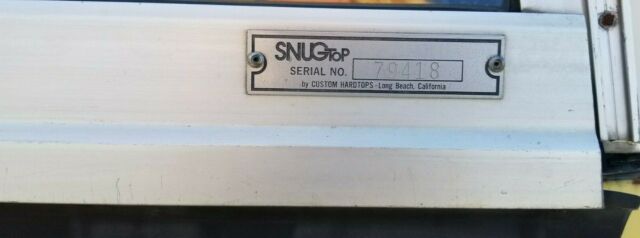 SNUGTOP
SERIAL NO. 79418
by CUSTOM HARDTOPS - Long Beach, California